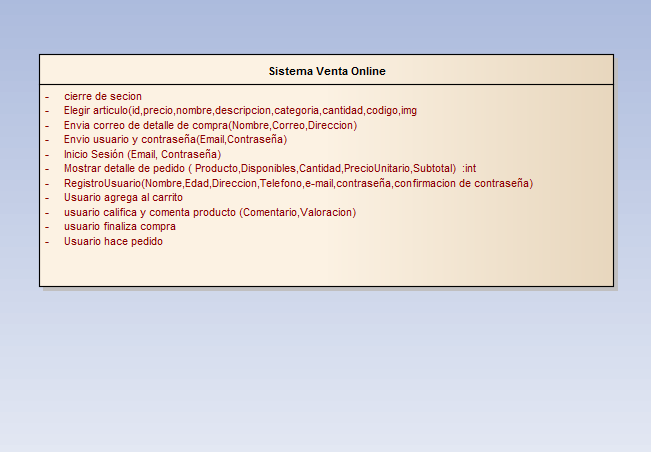 Sistema Venta Online
- cierre de secion
- Elegir articulo(id,precio,nombre,descripcion,categoria,cantidad,codigo,img
- Envia correo de detalle de compra(Nombre,Correo,Direccion)
- Envio usuario y contraseña(Email,Contraseña)
- Inicio Sesión (Email, Contraseña)
- Mostrar detalle de pedido ( Producto,Disponibles,Cantidad,PrecioUnitario,Subtotal) :int
- RegistroUsuario(Nombre,Edad,Direccion,Telefono,e-mail,contraseña,confirmacion de contraseña)
- Usuario agrega al carrito
- usuario califica y comenta producto (Comentario,Valoracion)
- usuario finaliza compra
- Usuario hace pedido